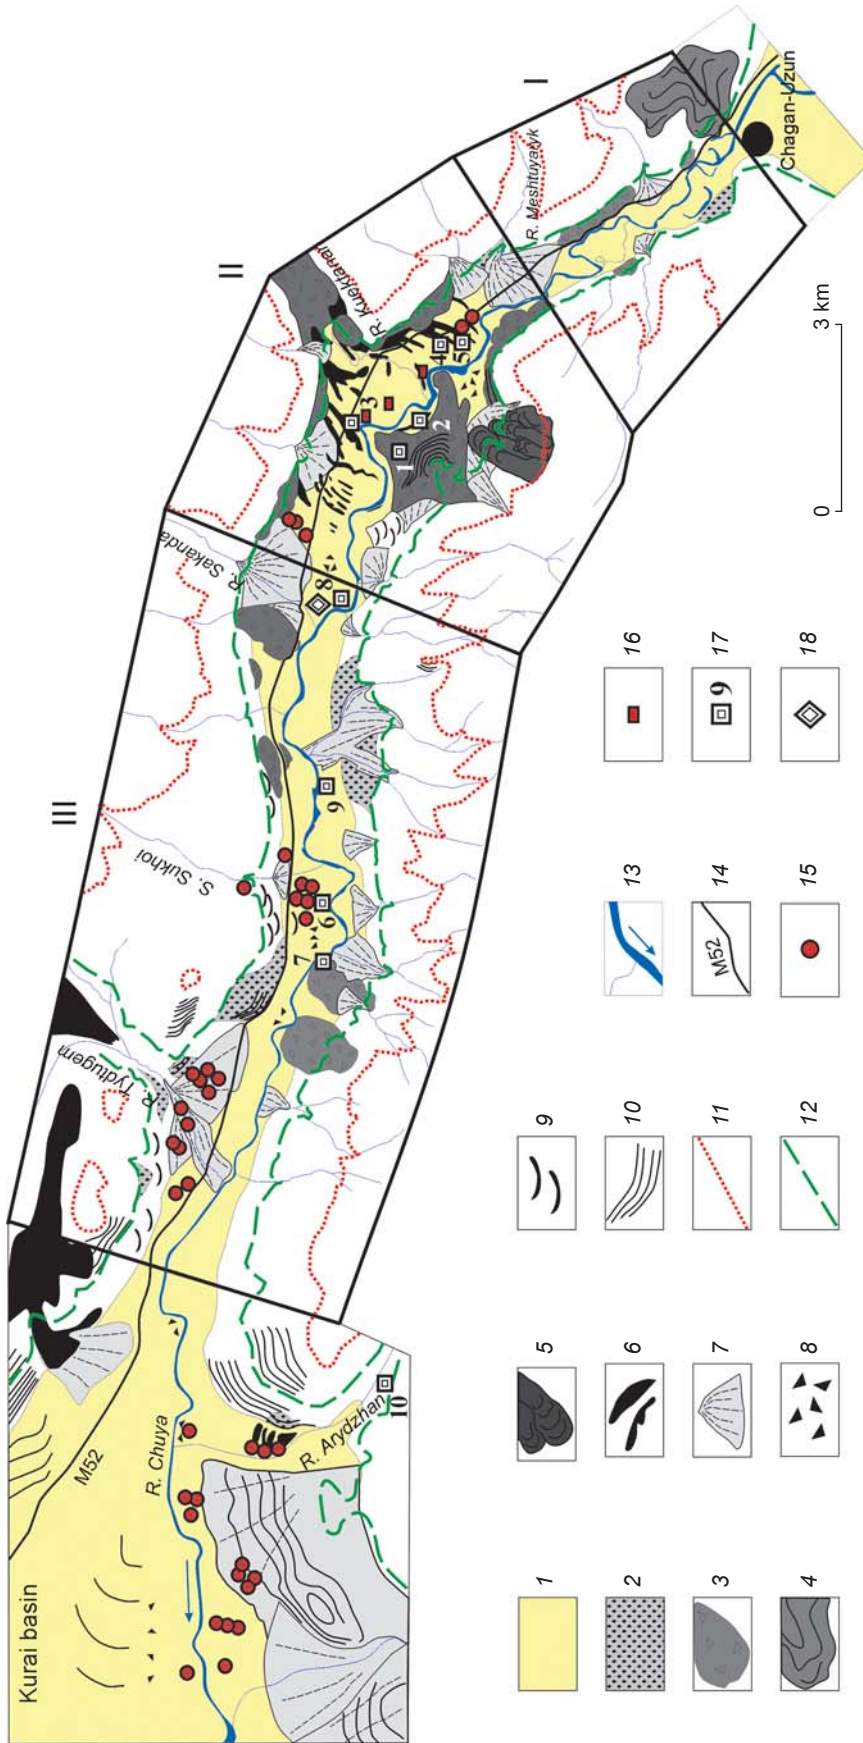 Kurai basin
III
M52
R. Tydtugem
S. Sukhoi
R. Chuya
R. Sakanda
II
R. Kuektanar
7
6
9
8
3
1
2
4
5
R. Arydzhan
10
I
R. Meshtuyaryk
Chagan-Uzun
0
3 km
1
5
9
2
6
10
13
16
3
7
11
M52
14
9
17
4
8
12
15
18